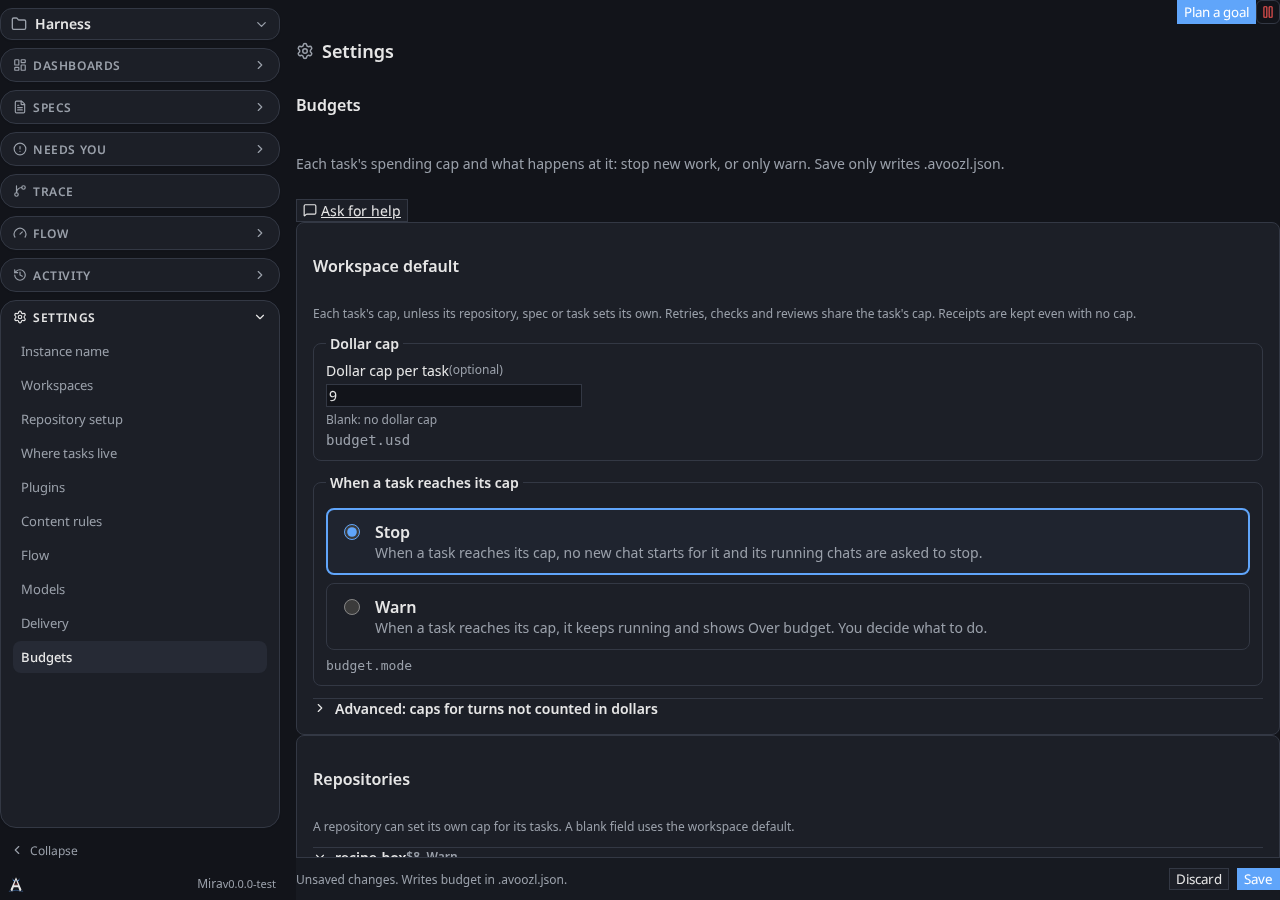 Harness
DASHBOARDS
SPECS
NEEDS YOU
TRACE
FLOW
ACTIVITY
SETTINGS
Instance name
Workspaces
Repository setup
Where tasks live
Plugins
Content rules
Flow
Models
Delivery
Budgets
Collapse
Mirav0.0.0-test
Plan a goal
Settings
Budgets
Each task's spending cap and what happens at it: stop new work, or only warn. Save only writes .avoozl.json.
Ask for help
Workspace default
Each task's cap, unless its repository, spec or task sets its own. Retries, checks and reviews share the task's cap. Receipts are kept even with no cap.
Dollar cap
Dollar cap per task(optional)
9
Blank: no dollar cap
budget.usd
When a task reaches its cap
Stop
When a task reaches its cap, no new chat starts for it and its running chats are asked to stop.
Warn
When a task reaches its cap, it keeps running and shows Over budget. You decide what to do.
budget.mode
Advanced: caps for turns not counted in dollars
Repositories
A repository can set its own cap for its tasks. A blank field uses the workspace default.
recipe-box$8, Warn
Unsaved changes. Writes budget in .avoozl.json.
Discard
Save